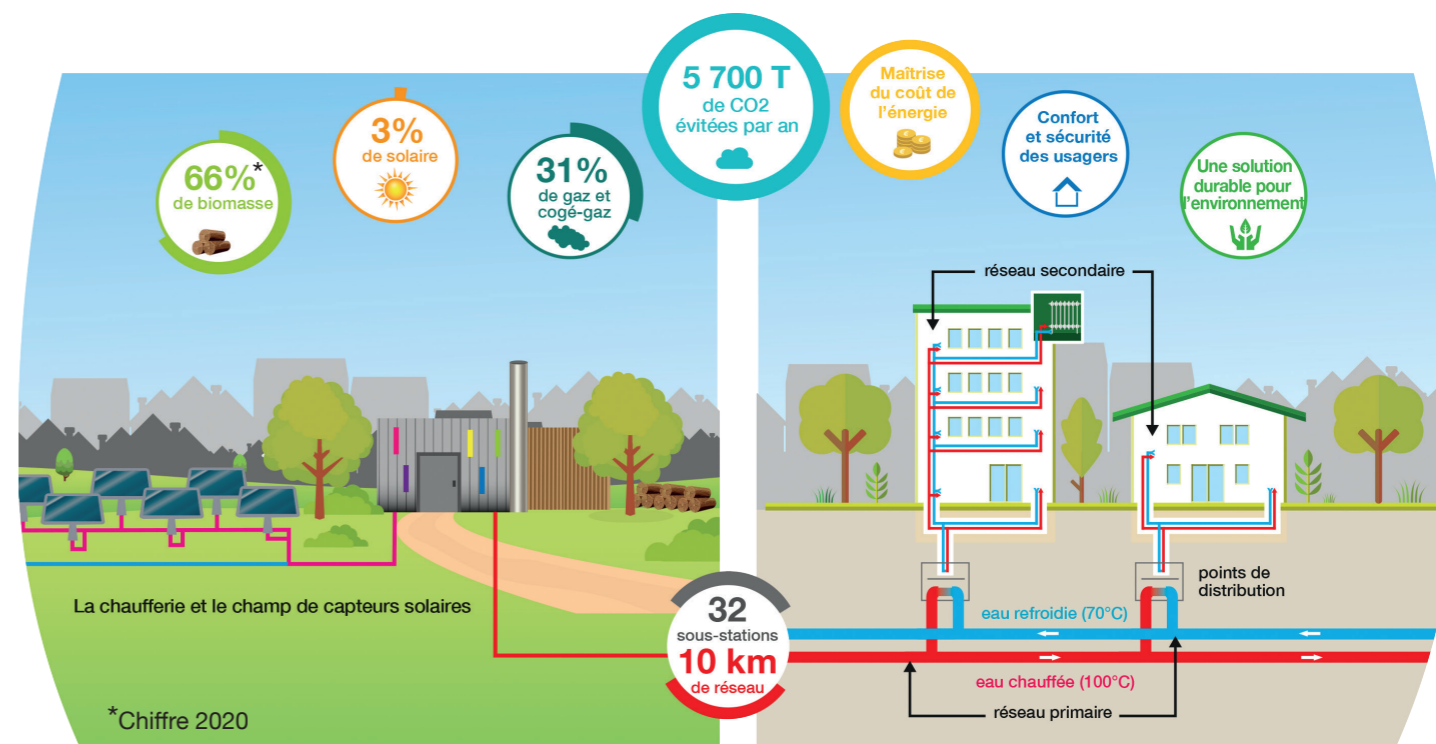 66%*
de biomasse
3%
de solaire
31%
de gaz et
cogé-gaz
5 700 T
de CO2
évitées par an
Maîtrise
du coût de
l'énergie
Confort
et sécurité
des usagers
Une solution
durable pour
l'environnement
réseau secondaire
La chaufferie et le champ de capteurs solaires
32
sous-stations
10 km
de réseau
points de
distribution
eau refroidie (70°C)
eau chauffée (100°C)
réseau primaire
*Chiffre 2020